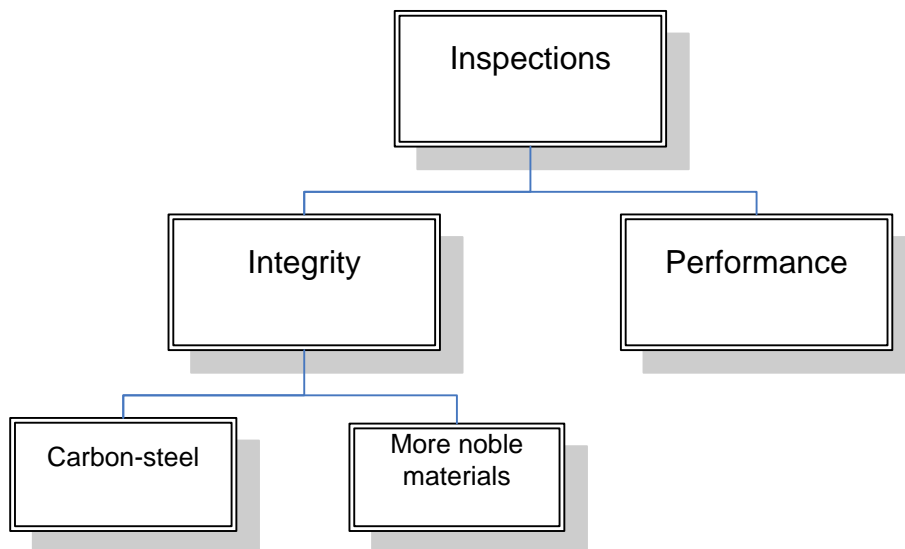 Inspections
Integrity
Performance
Carbon-steel
More noble
materials